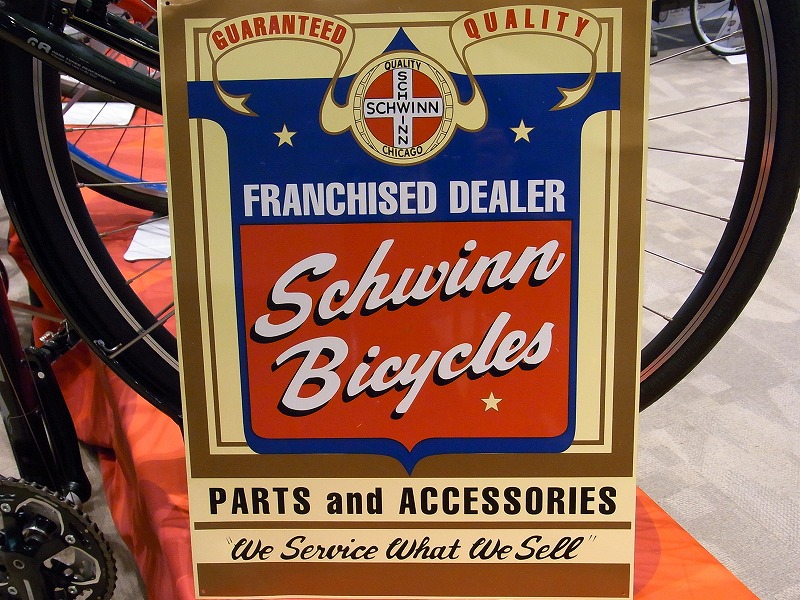 GUARANTEED QUALITY
QUALITY
SCHWINN
SCHWINN
CHICAGO
FRANCHISED DEALER
Schwinn
Bicycles
PARTS and ACCESSORIES
"We Service What We Sell"